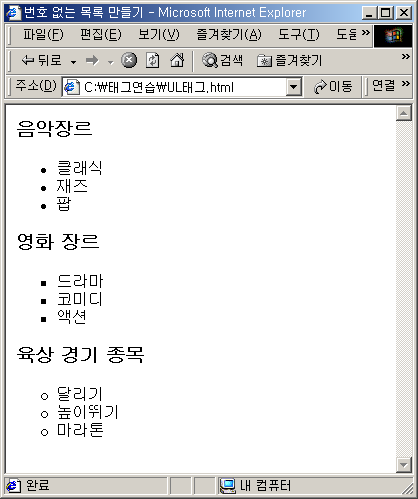 번호 없는 목록 만들기 - Microsoft Internet Explorer
파일(F) 편집(E) 보기(V) 즐겨찾기(A) 도구(T) 도움 »
뒤로 검색 즐겨찾기 »
주소(D) C:\태그연습\UL태그.html 이동 연결 »
음악장르
• 클래식
• 재즈
• 팝
영화 장르
▪ 드라마
▪ 코미디
▪ 액션
육상 경기 종목
○ 달리기
○ 높이뛰기
○ 마라톤
완료 내 컴퓨터